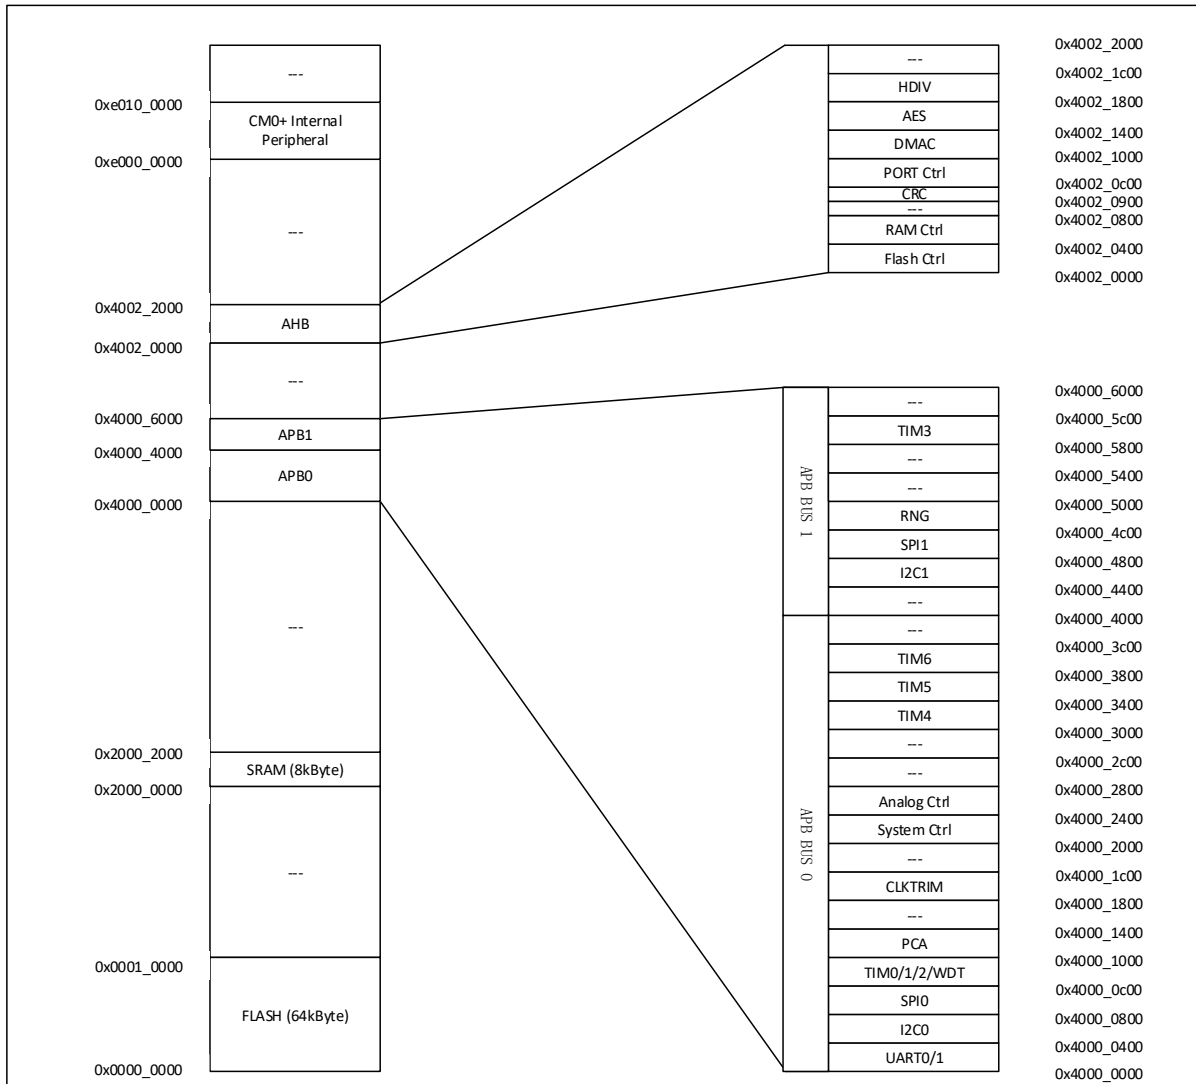 ---
0xe010_0000
CM0+ Internal
Peripheral
0xe000_0000
---
0x4002_2000
AHB
0x4002_0000
---
0x4000_6000
APB1
0x4000_4000
APB0
0x4000_0000
---
0x2000_2000
SRAM (8kByte)
0x2000_0000
---
0x0001_0000
FLASH (64kByte)
0x0000_0000
0x4002_2000
---
0x4002_1c00
HDIV
0x4002_1800
AES
0x4002_1400
DMAC
0x4002_1000
PORT Ctrl
0x4002_0c00
CRC
0x4002_0900
---
0x4002_0800
RAM Ctrl
0x4002_0400
Flash Ctrl
0x4002_0000
APB BUS 1
0x4000_6000
---
0x4000_5c00
TIM3
0x4000_5800
---
0x4000_5400
---
0x4000_5000
RNG
0x4000_4c00
SPI1
0x4000_4800
I2C1
0x4000_4400
---
0x4000_4000
APB BUS 0
---
0x4000_3c00
TIM6
0x4000_3800
TIM5
0x4000_3400
TIM4
0x4000_3000
---
0x4000_2c00
---
0x4000_2800
Analog Ctrl
0x4000_2400
System Ctrl
0x4000_2000
---
0x4000_1c00
CLKTRIM
0x4000_1800
---
0x4000_1400
PCA
0x4000_1000
TIM0/1/2/WDT
0x4000_0c00
SPI0
0x4000_0800
I2C0
0x4000_0400
UART0/1
0x4000_0000